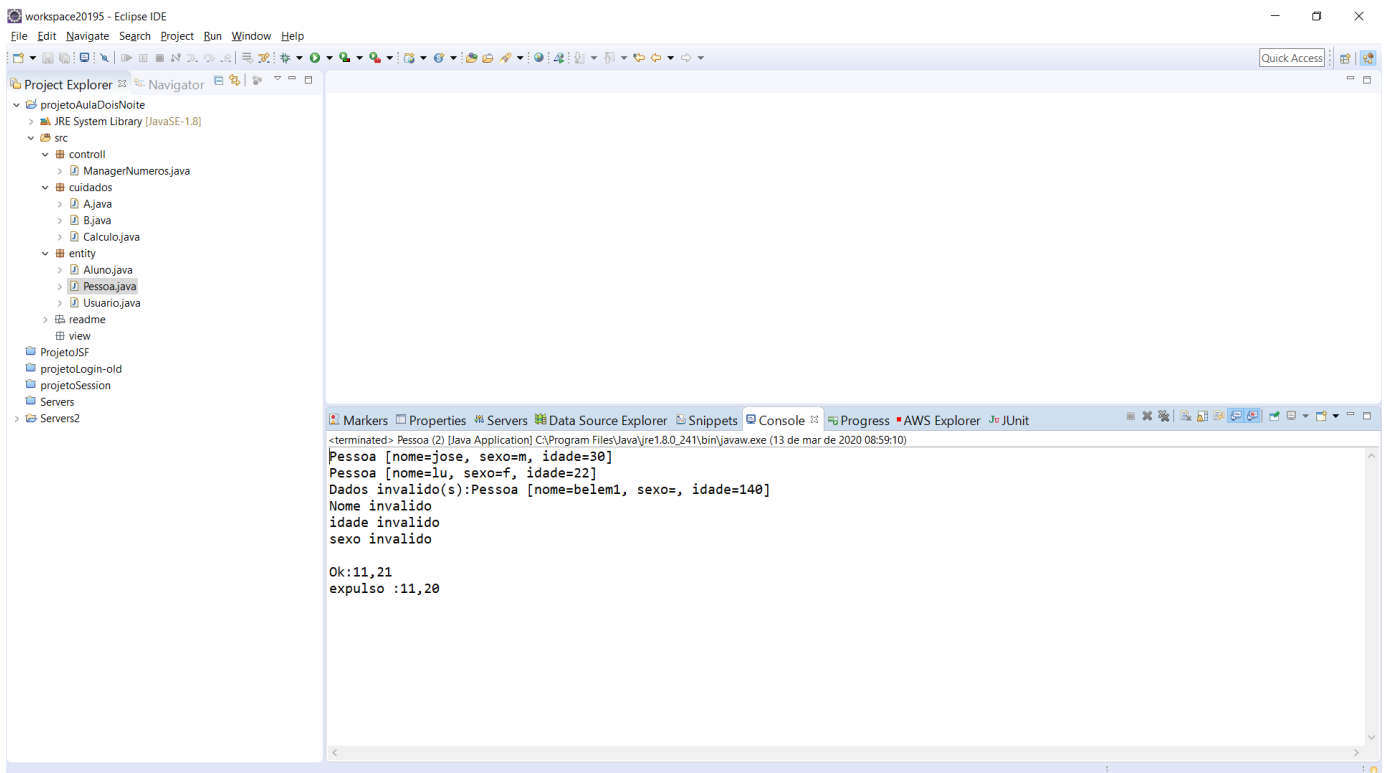 workspace20195 - Eclipse IDE
File Edit Navigate Search Project Run Window Help
Quick Access
Project Explorer Navigator
projetoAulaDoisNoite
JRE System Library [JavaSE-1.8]
src
controll
ManagerNumeros.java
cuidados
A.java
B.java
Calculo.java
entity
Aluno.java
Pessoa.java
Usuario.java
readme
view
ProjetoJSF
projetoLogin-old
projetoSession
Servers
Servers2
Markers Properties Servers Data Source Explorer Snippets Console Progress AWS Explorer JUnit
<terminated> Pessoa (2) [Java Application] C:\Program Files\Java\jre1.8.0_241\bin\javaw.exe (13 de mar de 2020 08:59:10)
Pessoa [nome=jose, sexo=m, idade=30]
Pessoa [nome=lu, sexo=f, idade=22]
Dados invalido(s):Pessoa [nome=belem1, sexo=, idade=140]
Nome invalido
idade invalido
sexo invalido
Ok:11,21
expulso :11,20